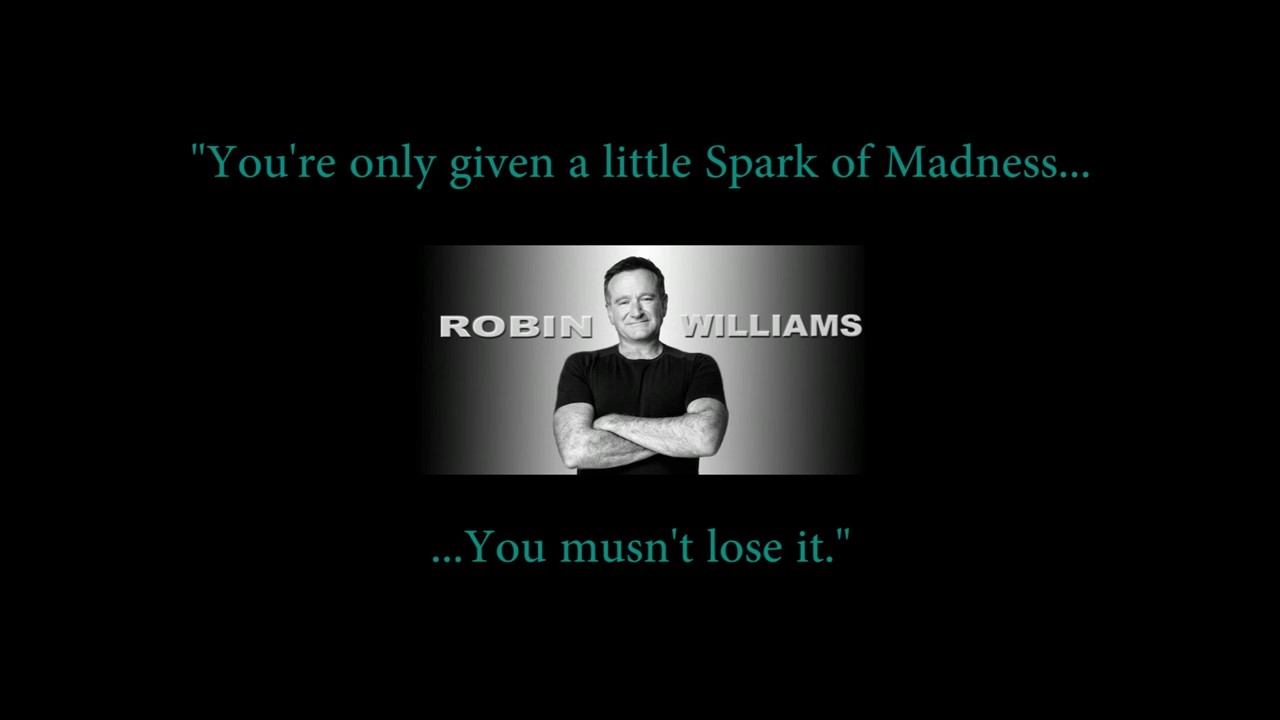 "You're only given a little Spark of Madness...
ROBIN WILLIAMS
...You musn't lose it."